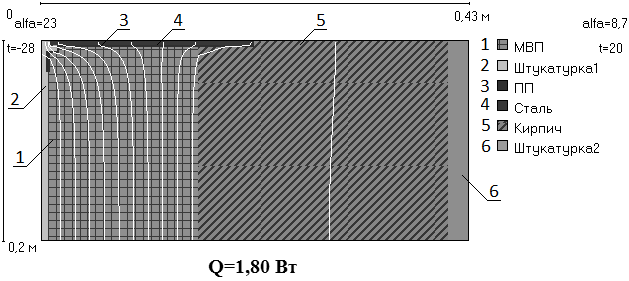 0
0,43 м
alfa=23
3
4
5
alfa=8,7
t=-28
t=20
1 МВП
2 Штукатурка1
3 ПП
4 Сталь
5 Кирпич
6 Штукатурка2
2
1
6
0,2 м
Q=1,80 Вт